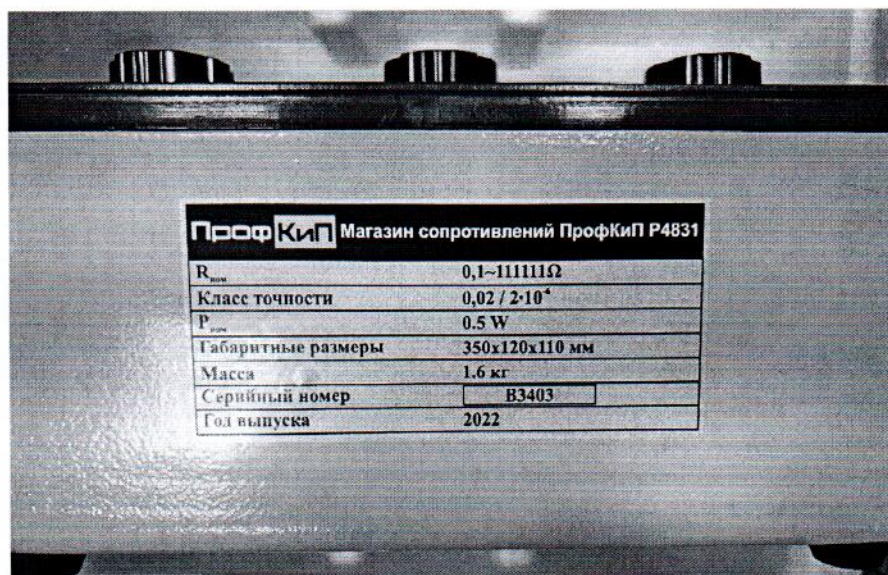 ПрофКиП Магазин сопротивлений ПрофКиП Р4831
Rном 0,1~111111Ω
Класс точности 0,02 / 2·10⁻⁶
Pном 0.5 W
Габаритные размеры 350x120x110 мм
Масса 1.6 кг
Серийный номер В3403
Год выпуска 2022